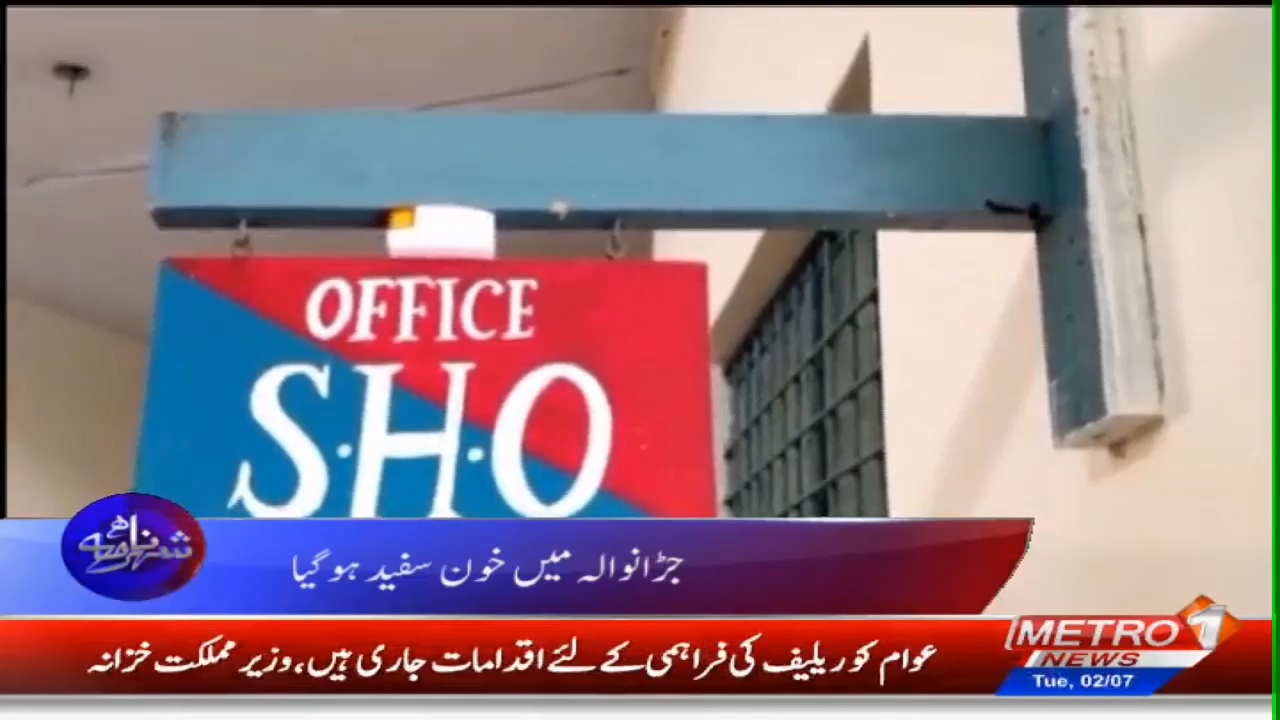 OFFICE
S·H·O
شہرنامہ
جڑانوالہ میں خون سفید ہوگیا
عوام کو ریلیف کی فراہمی کے لئے اقدامات جاری ہیں، وزیر مملکت خزانہ
METRO 1
NEWS
Tue, 02/07